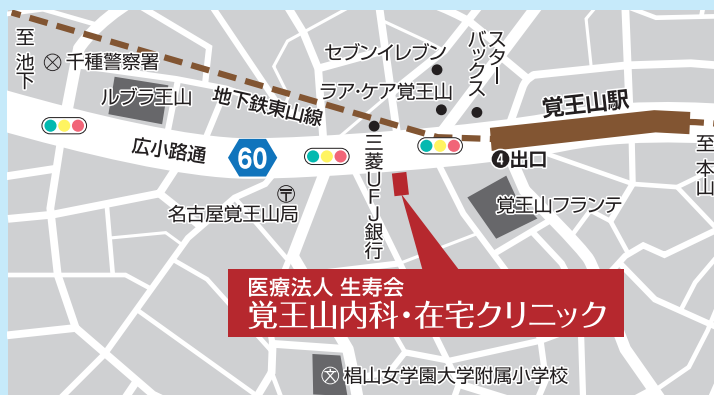 至池下
千種警察署
ルブラ王山
地下鉄東山線
セブンイレブン
ラア・ケア覚王山
スター
バックス
覚王山駅
至本山
広小路通
60
三菱UFJ銀行
❹出口
覚王山フランテ
〒
名古屋覚王山局
医療法人 生寿会
覚王山内科・在宅クリニック
文 椙山女学園大学附属小学校